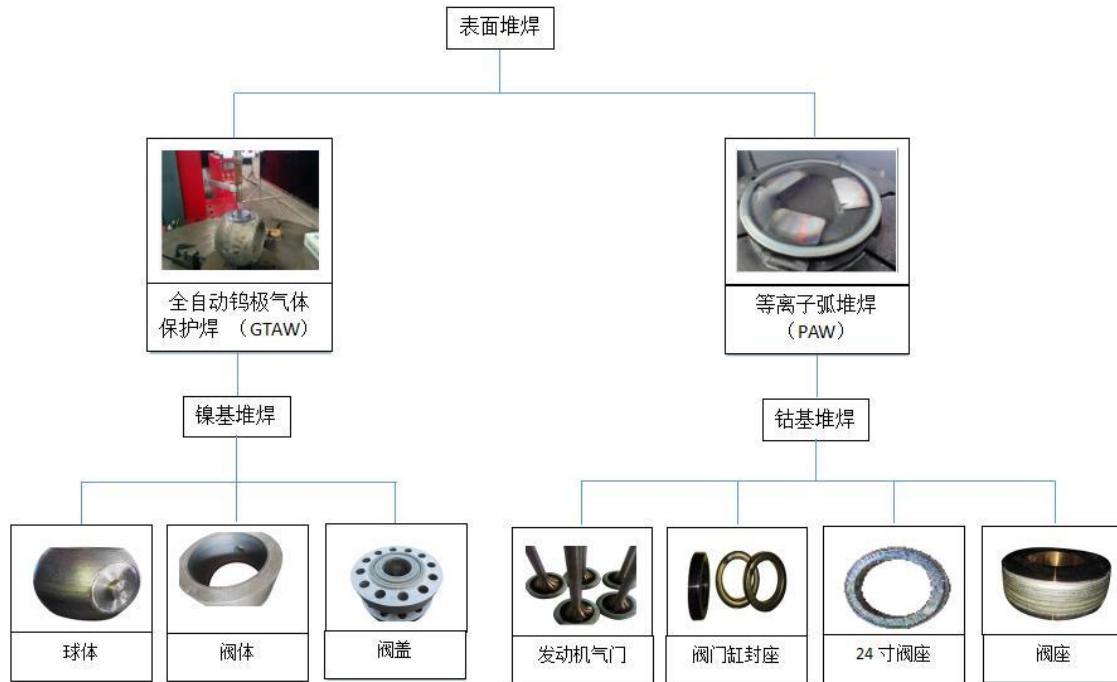 表面堆焊
全自动钨极气体
保护焊 （GTAW）
等离子弧堆焊
（PAW）
镍基堆焊
钴基堆焊
球体
阀体
阀盖
发动机气门
阀门缸封座
24 寸阀座
阀座